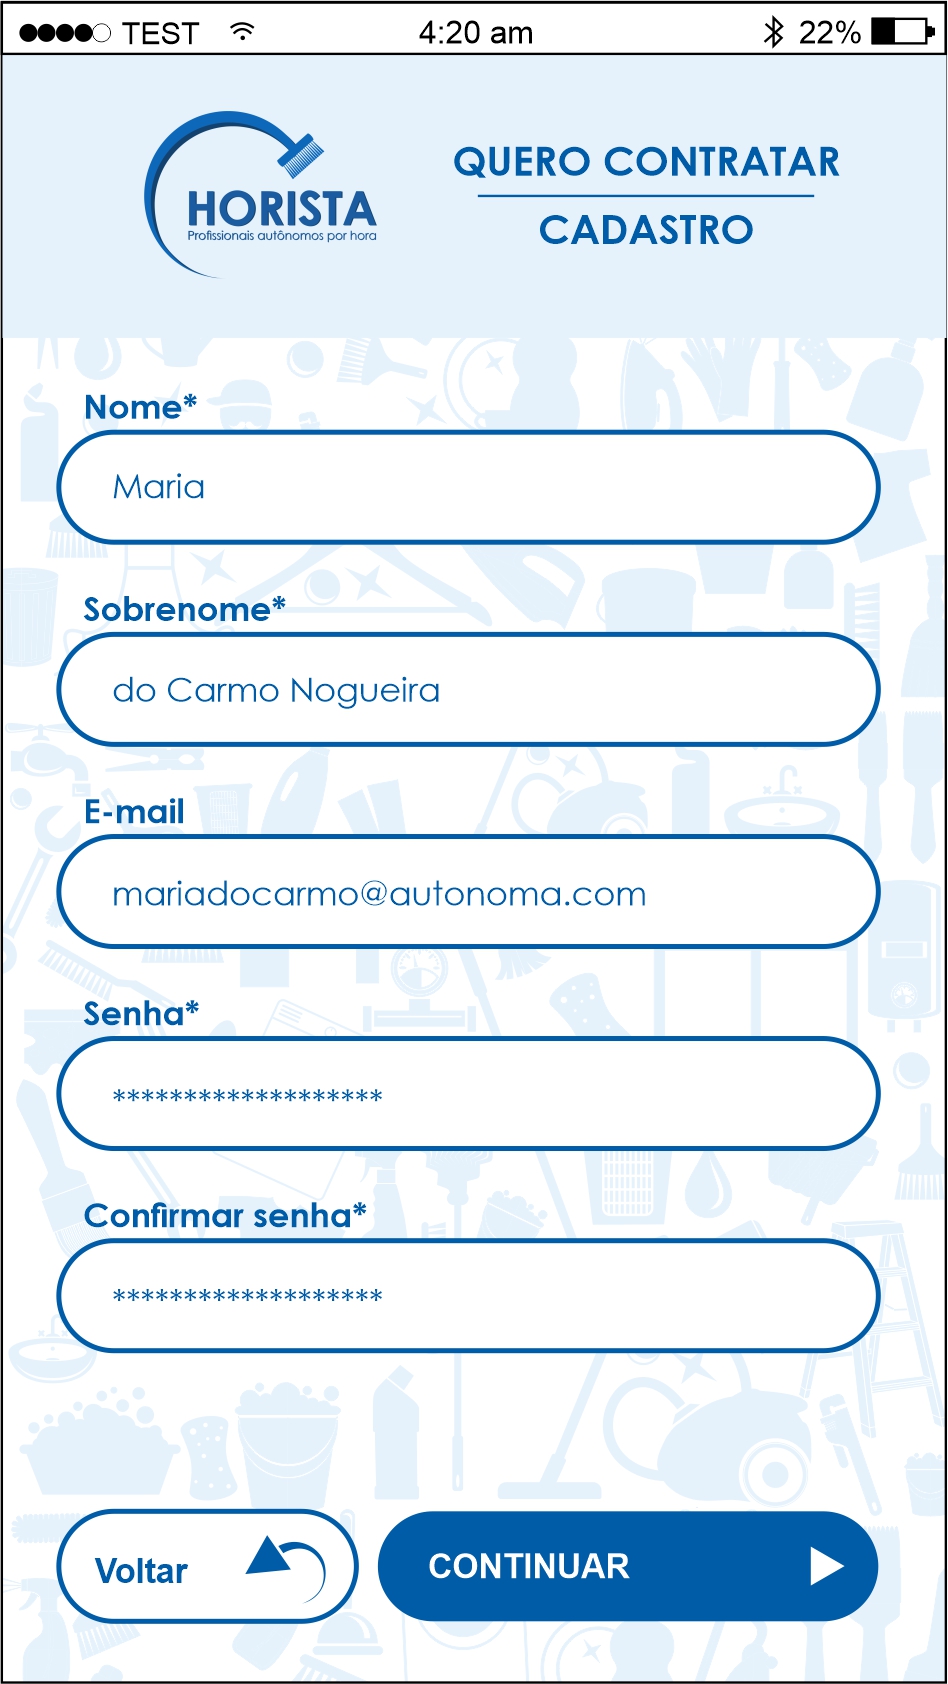 TEST 4:20 am 22%
HORISTA
Profissionais autônomos por hora
QUERO CONTRATAR
CADASTRO
Nome*
Maria
Sobrenome*
do Carmo Nogueira
E-mail
mariadocarmo@autonoma.com
Senha*
*******************
Confirmar senha*
*******************
Voltar
CONTINUAR